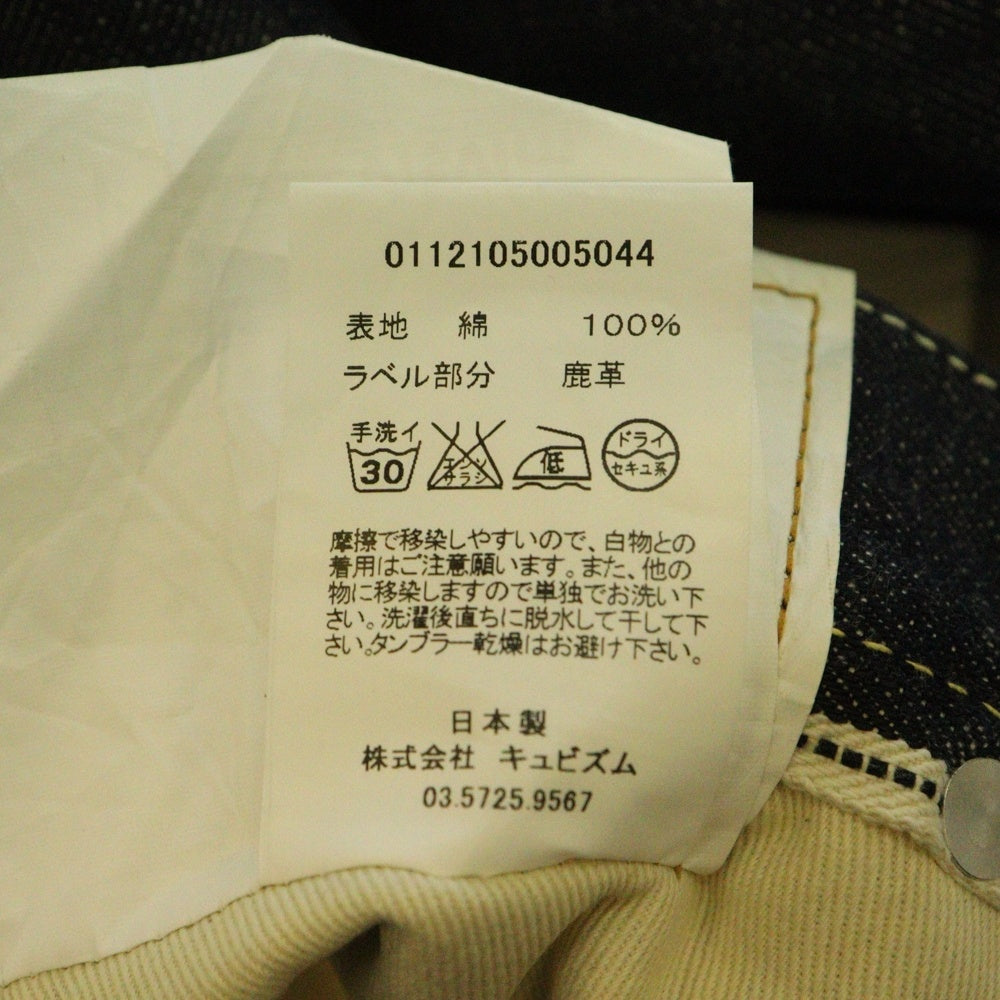 0112105005044
表地 綿 100%
ラベル部分 鹿革
手洗イ
30
エンソ
サラシ
低
ドライ
セキユ系
摩擦で移染しやすいので、白物との
着用はご注意願います。また、他の
物に移染しますので単独でお洗い下
さい。洗濯後直ちに脱水して干して下
さい。タンブラー乾燥はお避け下さい。
日本製
株式会社 キュビズム
03.5725.9567